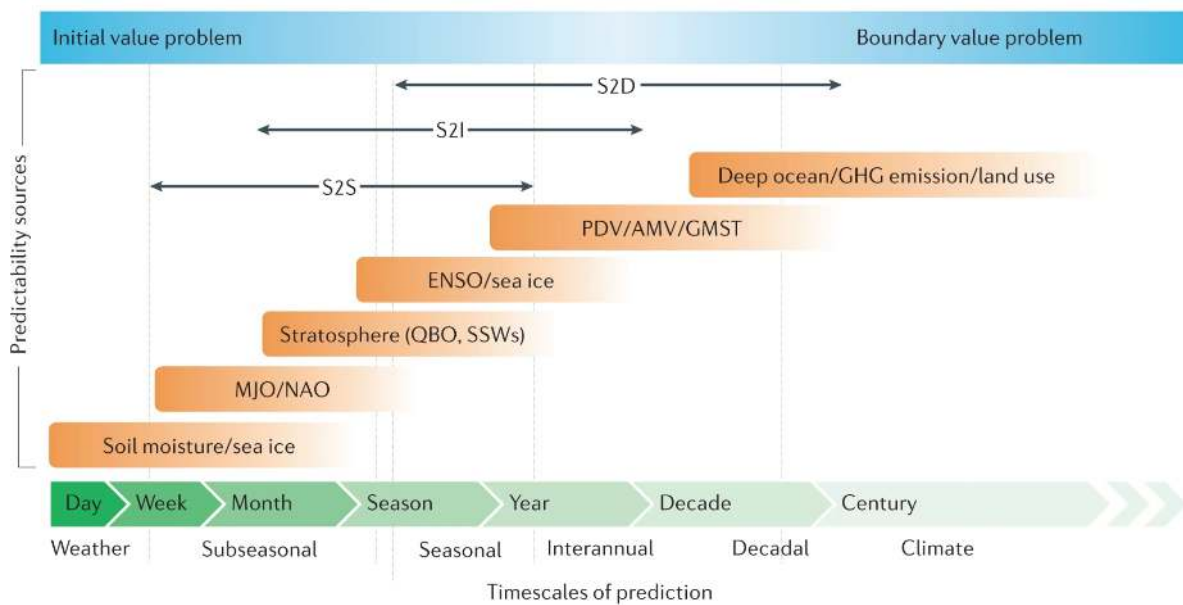 Initial value problem
Boundary value problem
S2D
S2I
S2S
Predictability sources
Deep ocean/GHG emission/land use
PDV/AMV/GMST
ENSO/sea ice
Stratosphere (QBO, SSWs)
MJO/NAO
Soil moisture/sea ice
Day Week Month Season Year Decade Century
Weather Subseasonal Seasonal Interannual Decadal Climate
Timescales of prediction